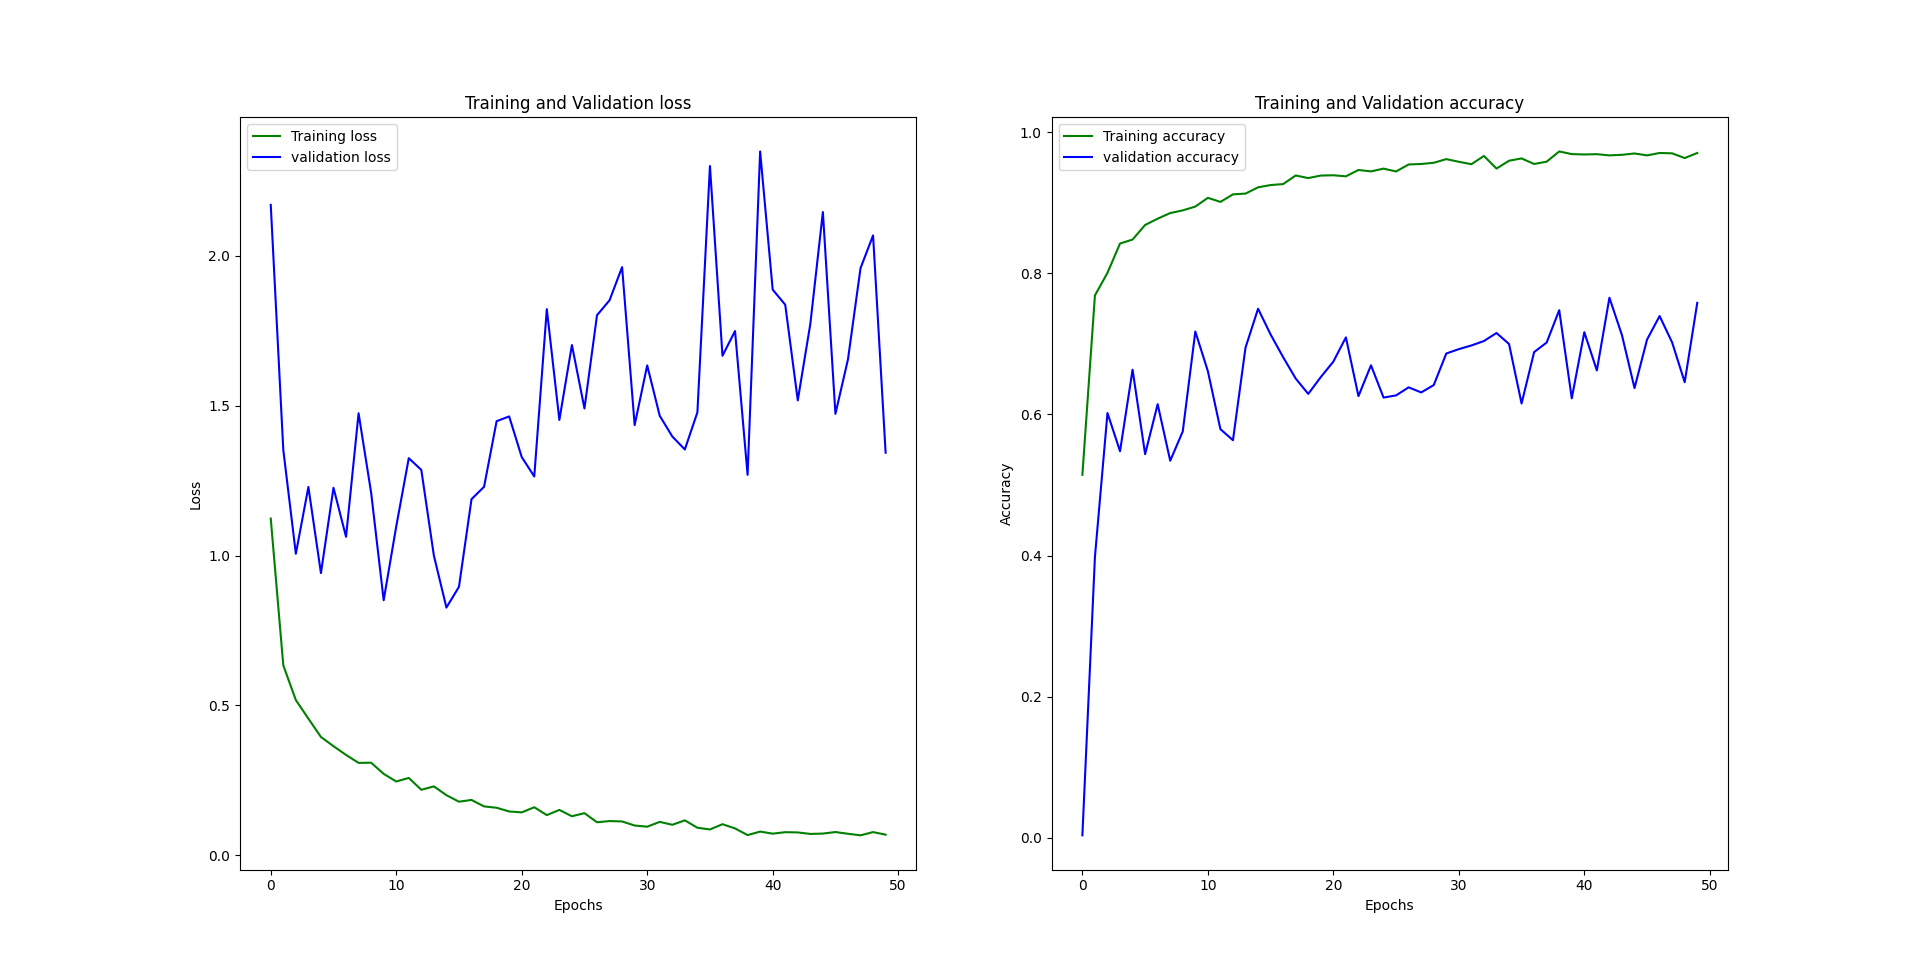 Training and Validation loss
Training loss
validation loss
2.0
1.5
1.0
0.5
0.0
Loss
0 10 20 30 40 50
Epochs
Training and Validation accuracy
Training accuracy
validation accuracy
1.0
0.8
0.6
0.4
0.2
0.0
Accuracy
0 10 20 30 40 50
Epochs